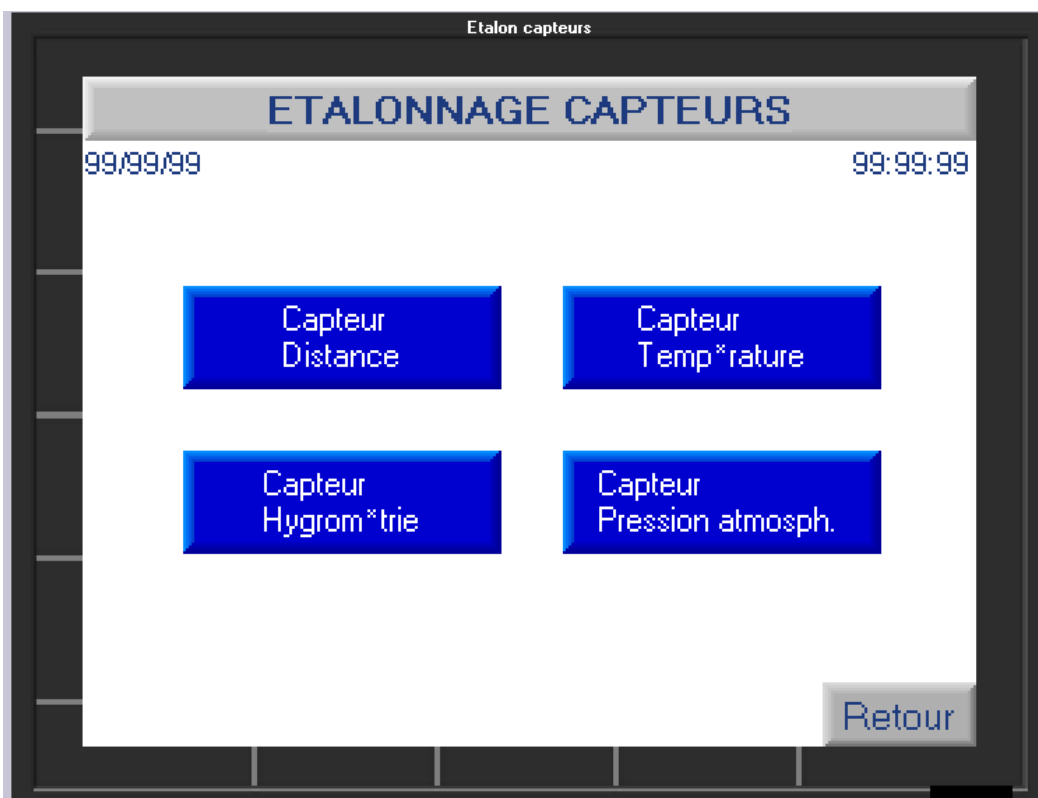 Etalon capteurs
ETALONNAGE CAPTEURS
99/99/99 99:99:99
Capteur
Distance
Capteur
Temp*rature
Capteur
Hygrom*trie
Capteur
Pression atmosph.
Retour